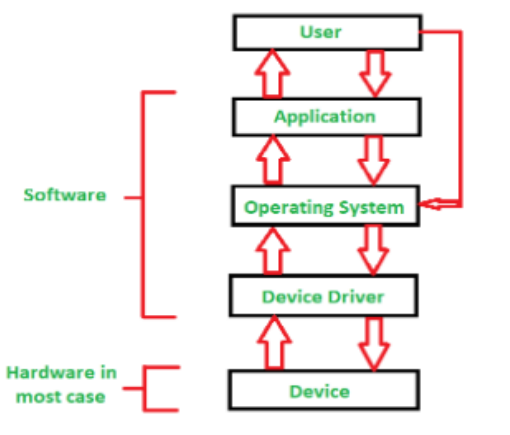 User
Application
Software
Operating System
Device Driver
Hardware in
most case
Device